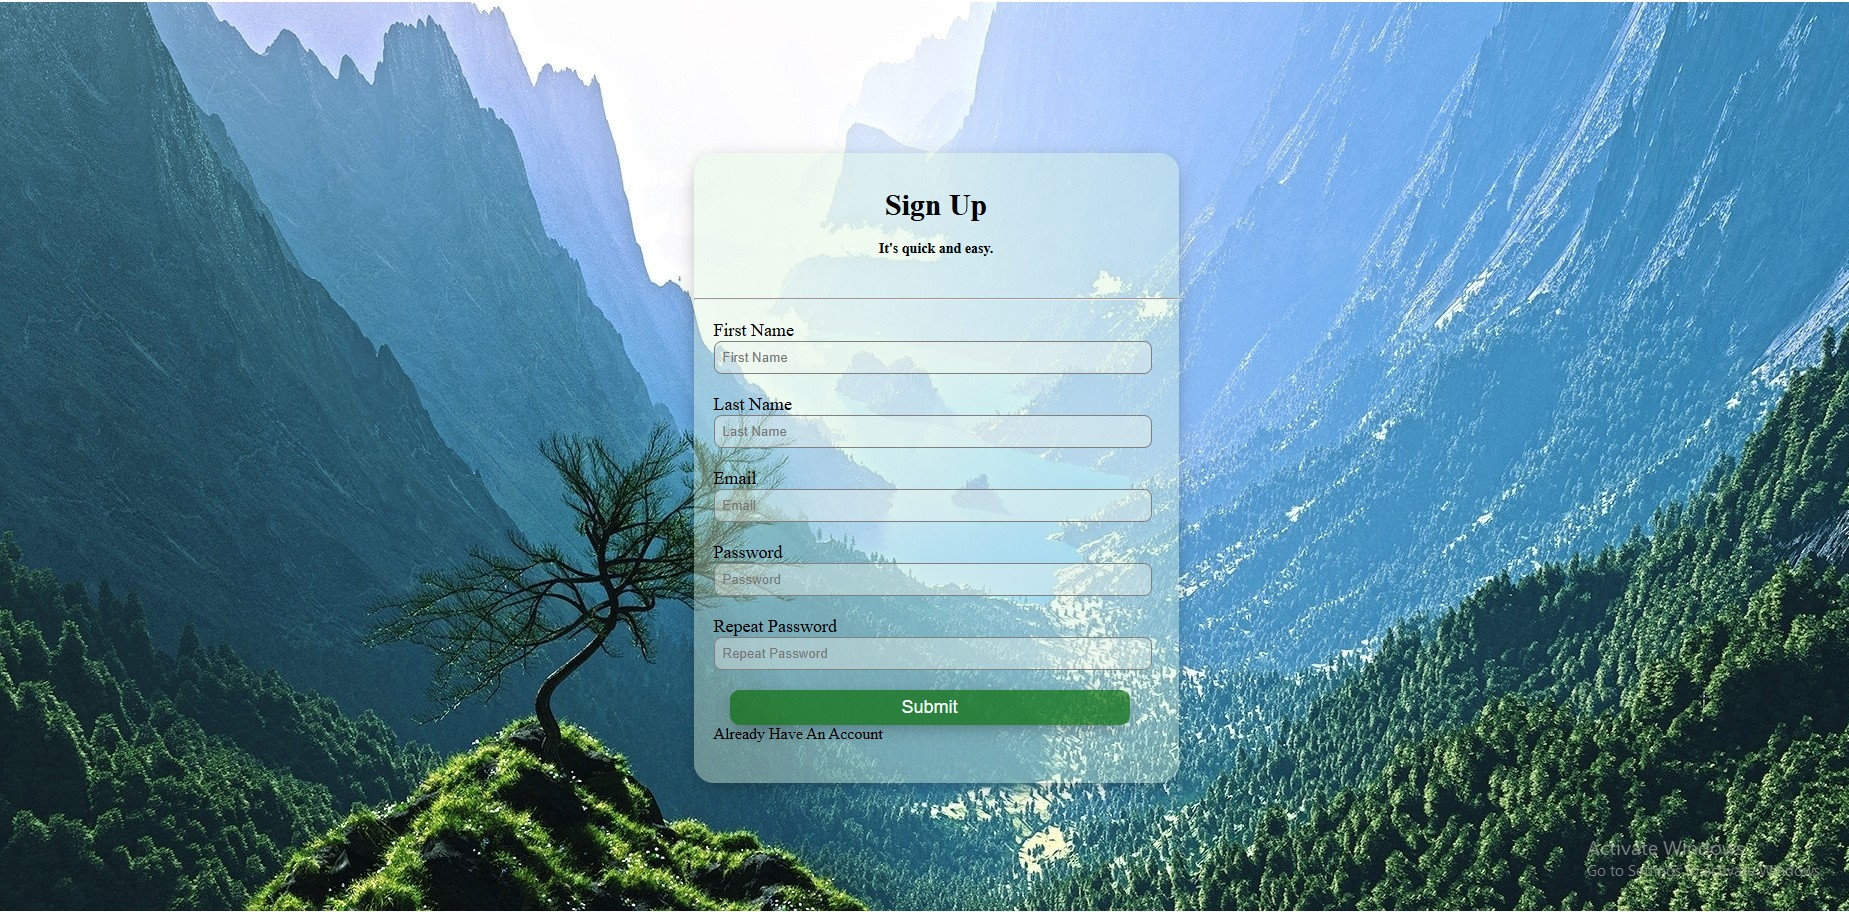 Sign Up
It's quick and easy.
First Name
First Name
Last Name
Last Name
Email
Email
Password
Password
Repeat Password
Repeat Password
Submit
Already Have An Account
Activate Windows
Go to Settings to activate Windows.